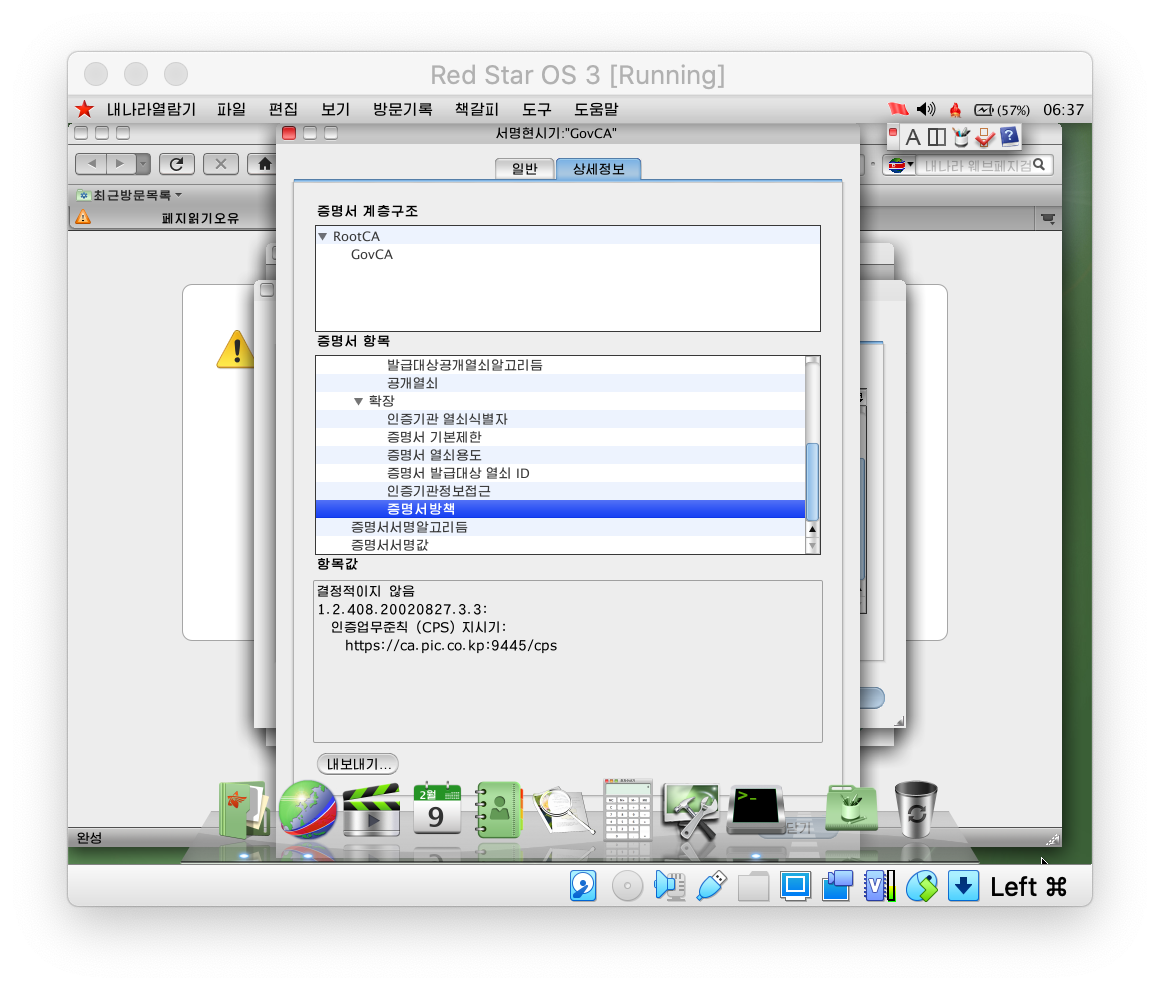 Red Star OS 3 [Running]
내나라열람기 파일 편집 보기 방문기록 책갈피 도구 도움말 (57%) 06:37
서명현시기:"GovCA"
A
일반 상세정보
내나라 웨브페지검
최근방문목록
페지읽기오유
증명서 계층구조
RootCA
GovCA
증명서 항목
발급대상공개열쇠알고리듬
공개열쇠
확장
인증기관 열쇠식별자
증명서 기본제한
증명서 열쇠용도
증명서 발급대상 열쇠 ID
인증기관정보접근
증명서방책
증명서서명알고리듬
증명서서명값
항목값
결정적이지 않음
1.2.408.20020827.3.3:
인증업무준칙 (CPS) 지시기:
https://ca.pic.co.kp:9445/cps
내보내기...
2월
9
닫기
완성
V
Left ⌘